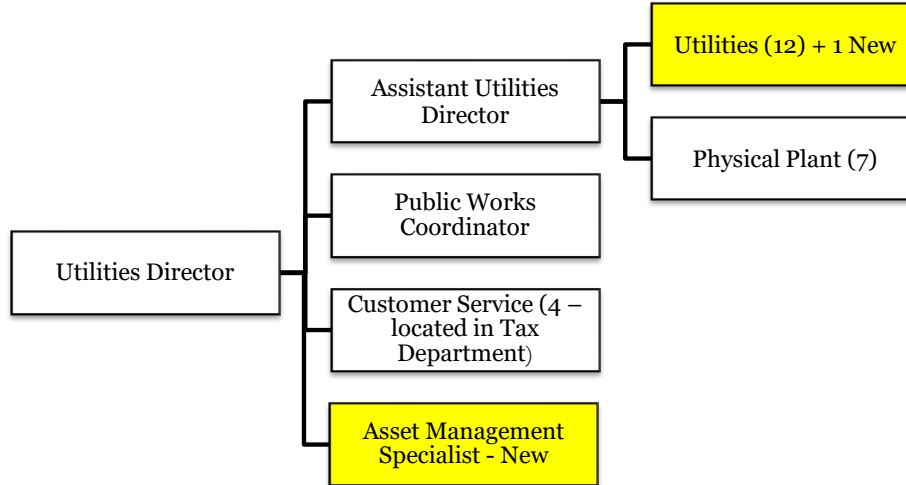 Utilities (12) + 1 New
Assistant Utilities
Director
Physical Plant (7)
Public Works
Coordinator
Utilities Director
Customer Service (4 –
located in Tax
Department)
Asset Management
Specialist - New